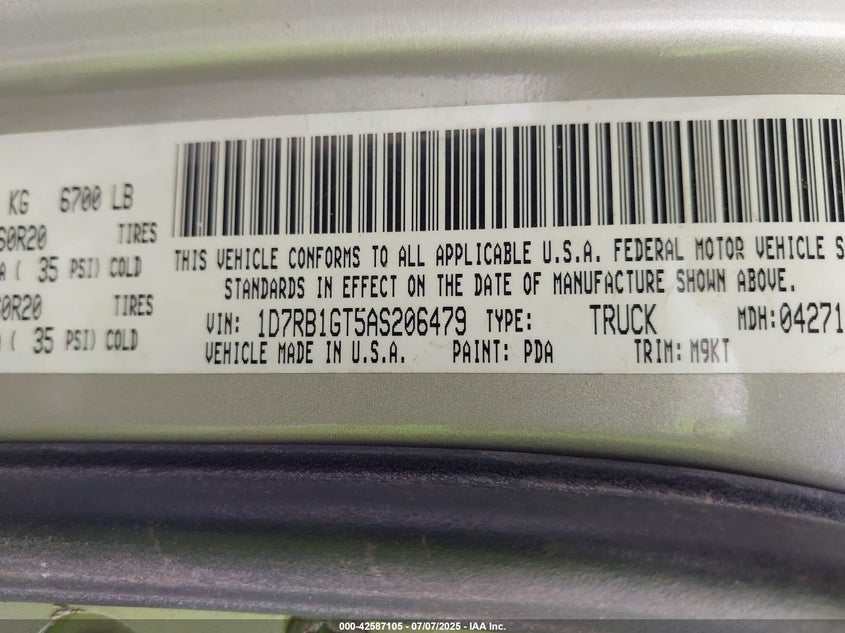 KG 6700 LB
60R20 TIRES
( 35 PSI) COLD
0R20 TIRES
( 35 PSI) COLD
THIS VEHICLE CONFORMS TO ALL APPLICABLE U.S.A. FEDERAL MOTOR VEHICLE S
STANDARDS IN EFFECT ON THE DATE OF MANUFACTURE SHOWN ABOVE.
VIN: 1D7RB1GT5AS206479 TYPE: TRUCK MDH:04271
VEHICLE MADE IN U.S.A. PAINT: PDA TRIM: M9KT
000-42587105 - 07/07/2025 - IAA Inc.